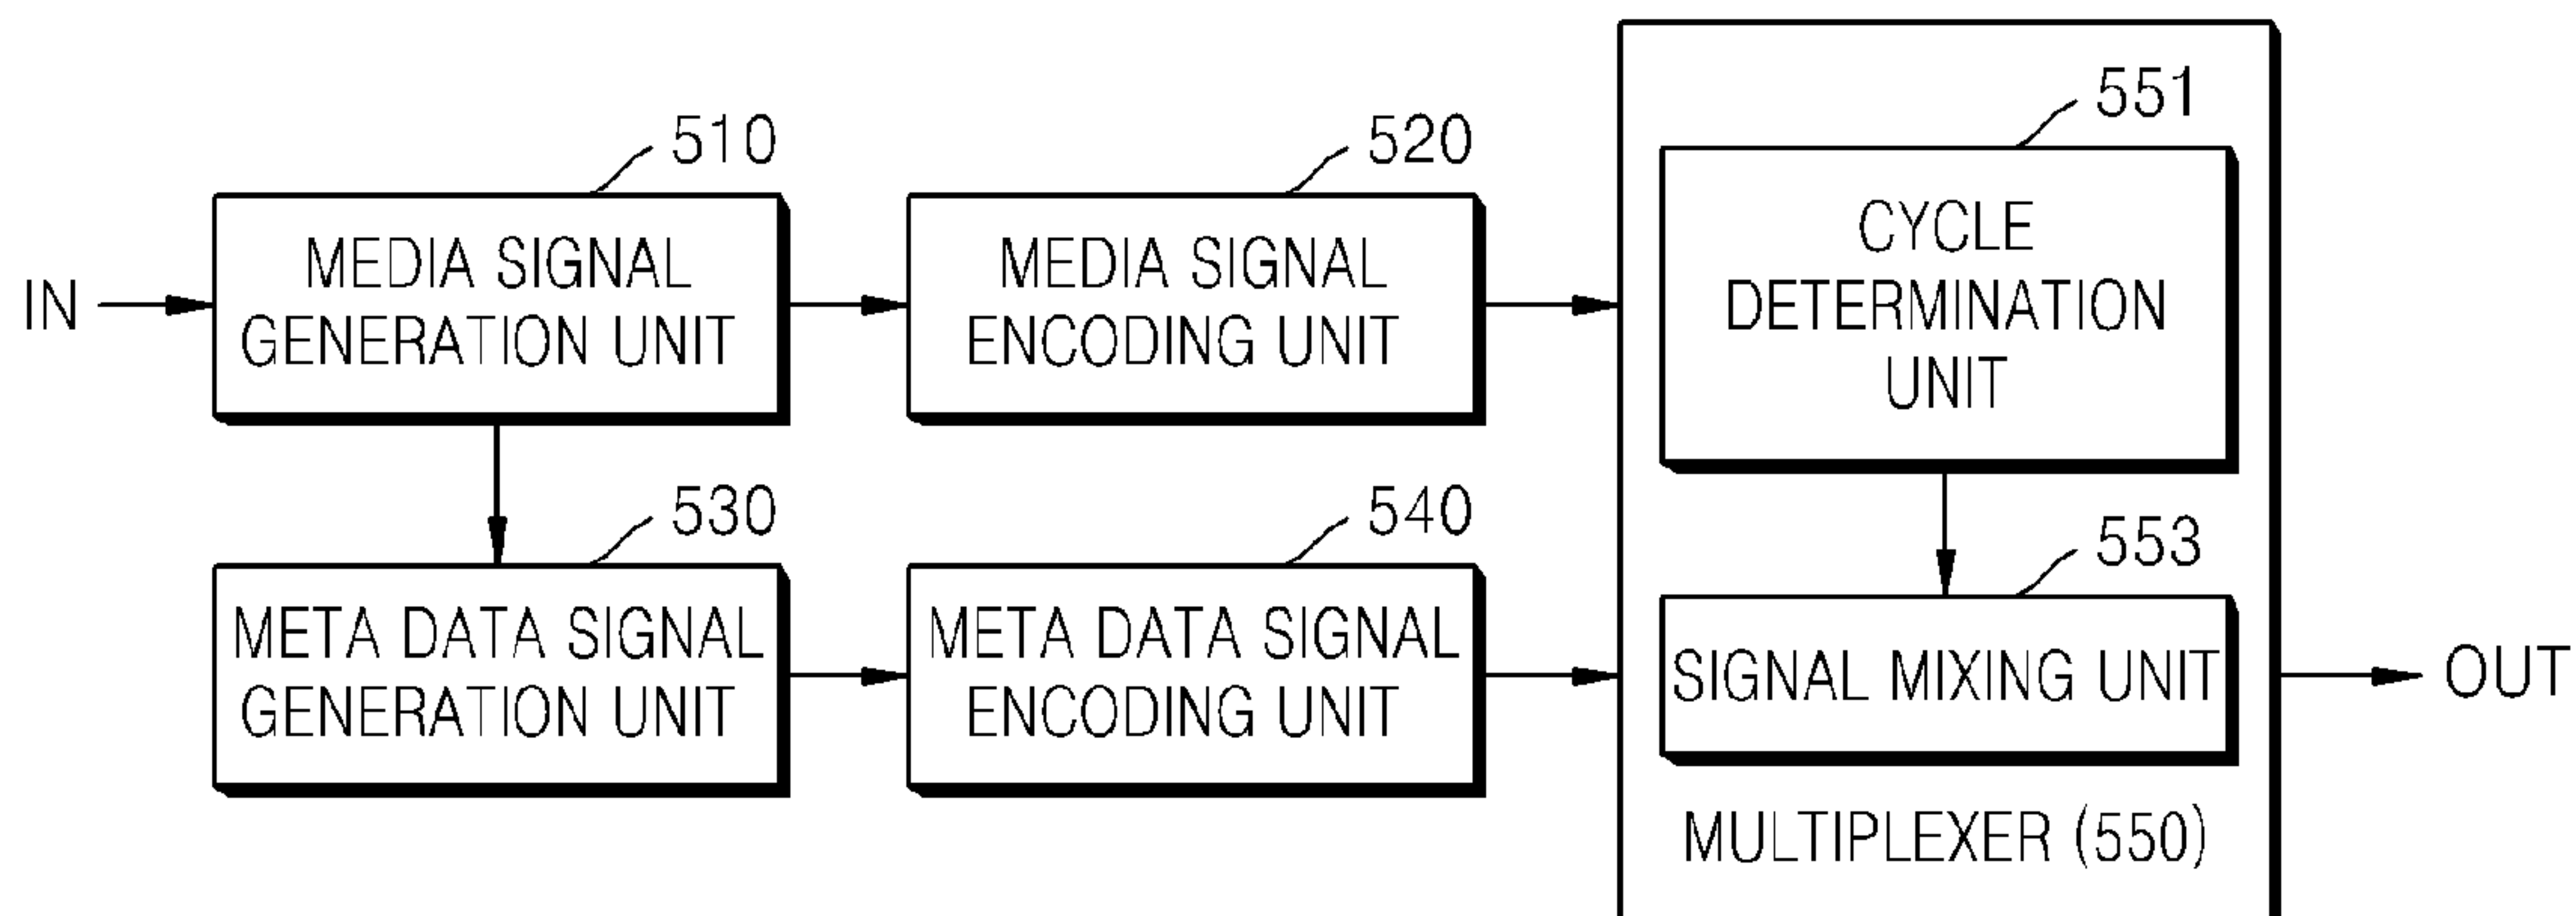 IN
510
MEDIA SIGNAL
GENERATION UNIT
520
MEDIA SIGNAL
ENCODING UNIT
530
META DATA SIGNAL
GENERATION UNIT
540
META DATA SIGNAL
ENCODING UNIT
551
CYCLE
DETERMINATION
UNIT
553
SIGNAL MIXING UNIT
MULTIPLEXER (550)
OUT